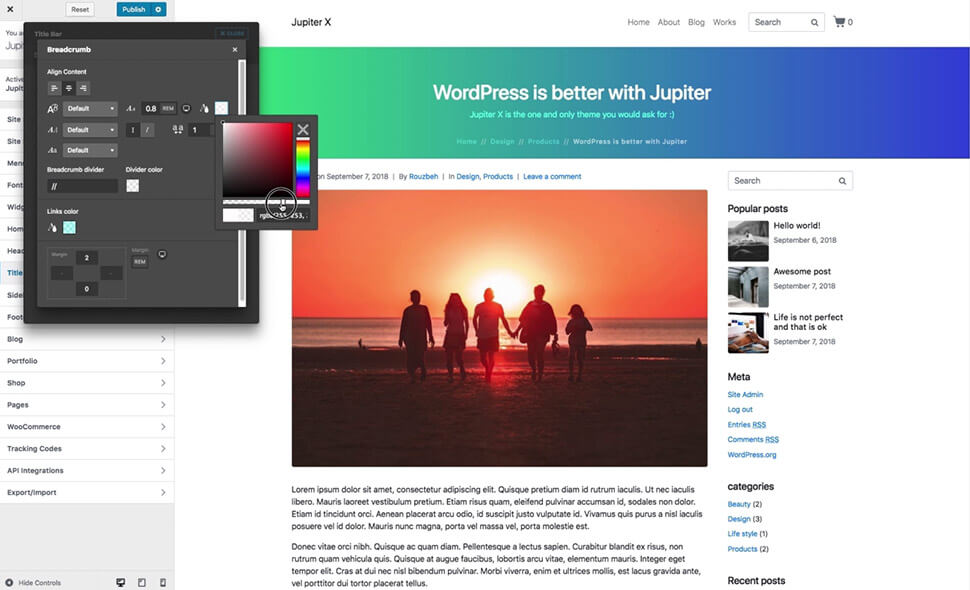 Reset
Publish
You a
Jupit
Active
Jupit
Site
Site
Menu
Font
Widg
Hom
Head
Title
Sidel
Foot
Blog
Portfolio
Shop
Pages
WooCommerce
Tracking Codes
API Integrations
Export/Import
Hide Controls
Title Bar
Breadcrumb
Align Content
Default
0.8 REM
Default
I /
1
Default
Breadcrumb divider
Divider color
//
Links color
Margin
2
-
-
0
Margin
REM
Jupiter X
Home About Blog Works
Search
0
WordPress is better with Jupiter
Jupiter X is the one and only theme you would ask for :)
Home // Design // Products // WordPress is better with Jupiter
on September 7, 2018 | By Rouzbeh | In Design, Products | Leave a comment
Lorem ipsum dolor sit amet, consectetur adipiscing elit. Quisque pretium diam id rutrum iaculis. Ut nec iaculis
libero. Mauris laoreet vestibulum pretium. Etiam risus quam, eleifend pulvinar accumsan id, sodales non dolor.
Etiam id tincidunt orci. Aenean placerat arcu odio, id suscipit justo vulputate id. Vivamus quis purus a nisl iaculis
posuere vel id dolor. Mauris nunc magna, porta vel massa vel, porta molestie est.
Donec vitae orci nibh. Quisque ac quam diam. Pellentesque a lectus sapien. Curabitur blandit ex risus, non
rutrum quam vehicula quis. Quisque at augue faucibus, lobortis arcu vitae, elementum mauris. Integer eget
tempor elit. Cras at dui nec nisl bibendum pulvinar. Morbi viverra, enim et ultrices mollis, est lacus gravida ante,
vel porttitor dui tortor placerat tellus.
Search
Popular posts
Hello world!
September 6, 2018
Awesome post
September 7, 2018
Life is not perfect
and that is ok
September 7, 2018
Meta
Site Admin
Log out
Entries RSS
Comments RSS
WordPress.org
categories
Beauty (2)
Design (3)
Life style (1)
Products (2)
Recent posts